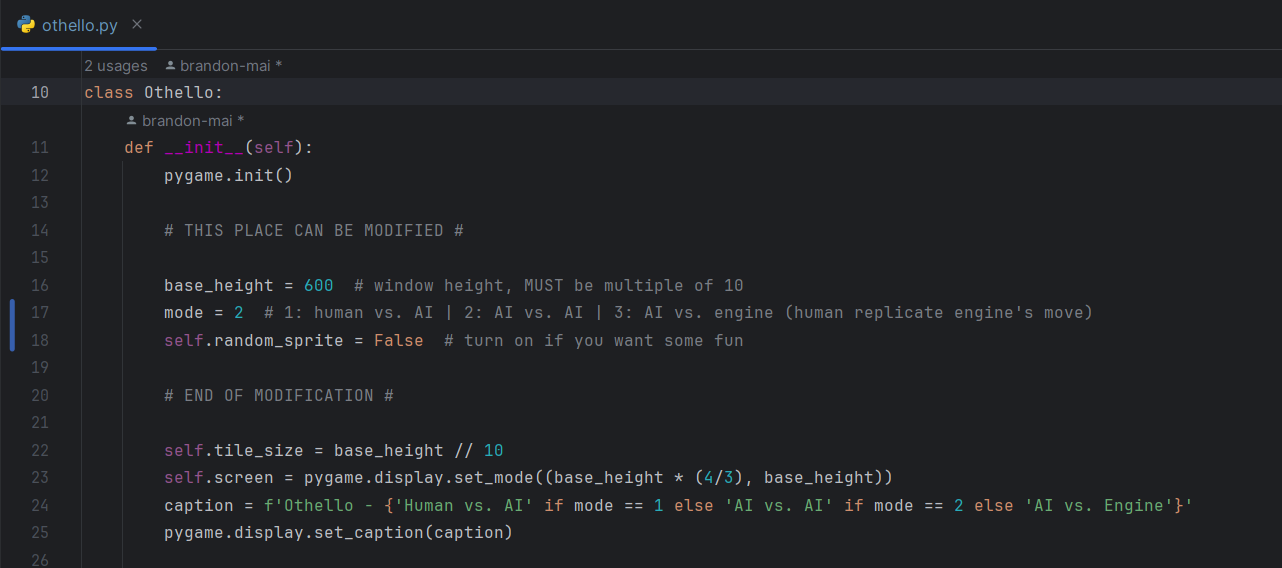 othello.py ×
2 usages brandon-mai *
10 class Othello:
brandon-mai *
11 def __init__(self):
12 pygame.init()
13
14 # THIS PLACE CAN BE MODIFIED #
15
16 base_height = 600  # window height, MUST be multiple of 10
17 mode = 2  # 1: human vs. AI | 2: AI vs. AI | 3: AI vs. engine (human replicate engine's move)
18 self.random_sprite = False  # turn on if you want some fun
19
20 # END OF MODIFICATION #
21
22 self.tile_size = base_height // 10
23 self.screen = pygame.display.set_mode((base_height * (4/3), base_height))
24 caption = f'Othello - {'Human vs. AI' if mode == 1 else 'AI vs. AI' if mode == 2 else 'AI vs. Engine'}'
25 pygame.display.set_caption(caption)
26